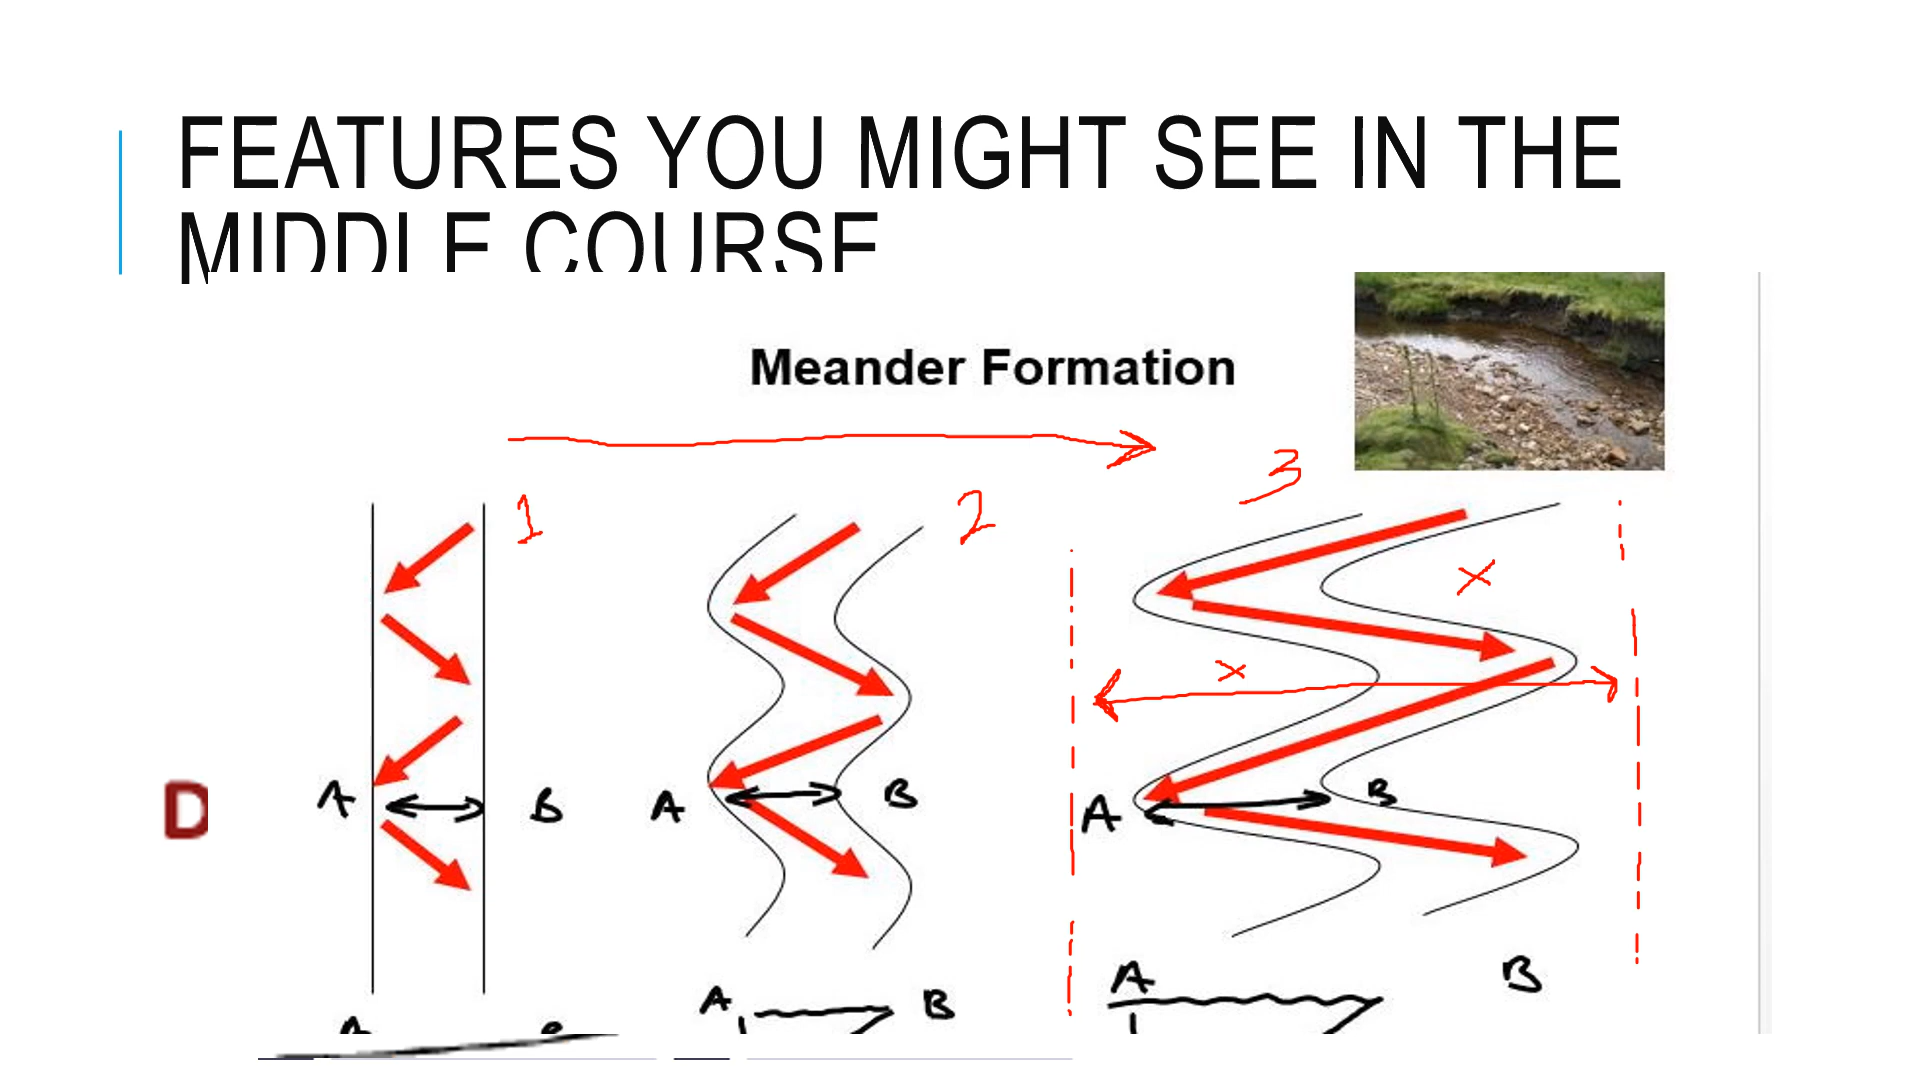 FEATURES YOU MIGHT SEE IN THE
MIDDLE COURSE
Meander Formation
3
1
2
X
X
D
A
B
A
B
A
B
A
B
A
B